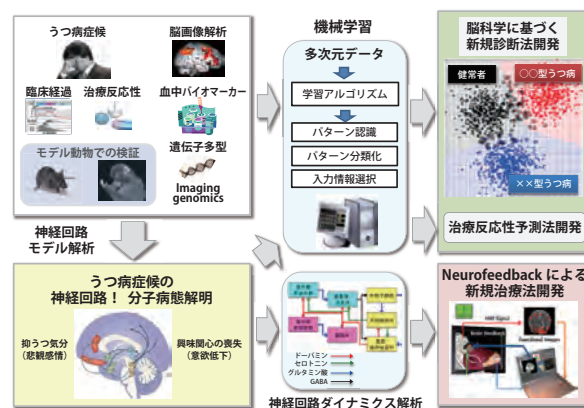 うつ病症候
脳画像解析
臨床経過
治療反応性
血中バイオマーカー
モデル動物での検証
遺伝子多型
Imaging
genomics
機械学習
多次元データ
学習アルゴリズム
パターン認識
パターン分類化
入力情報選択
脳科学に基づく
新規診断法開発
健常者
○○型うつ病
××型うつ病
治療反応性予測法開発
神経回路
モデル解析
うつ病症候の
神経回路！ 分子病態解明
抑うつ気分
(悲観感情)
興味関心の喪失
(意欲低下)
ドーパミン
セロトニン
グルタミン酸
GABA
神経回路ダイナミクス解析
Neurofeedback による
新規治療法開発